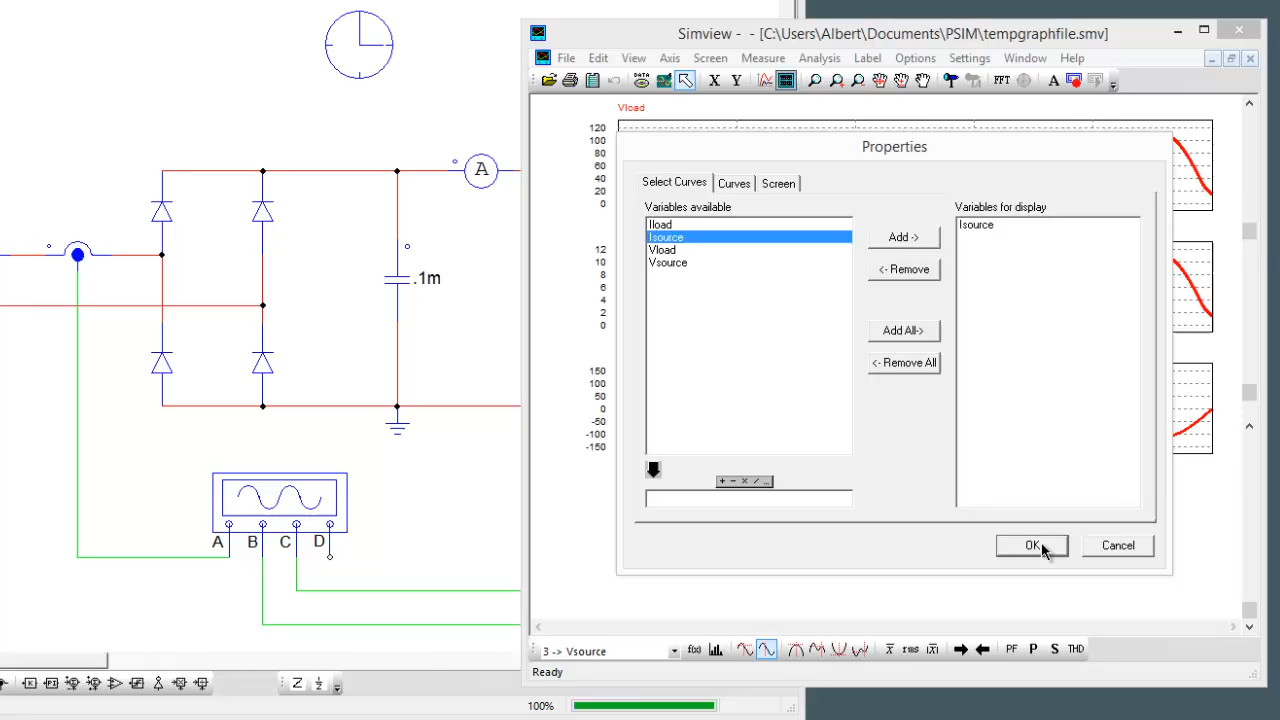 Simview - - [C:\Users\Albert\Documents\PSIM\tempgraphfile.smv]
File Edit View Axis Screen Measure Analysis Label Options Settings Window Help
DATA X Y FFT A
Vload
120
100
80
60
40
20
0
12
10
8
6
4
2
0
150
100
50
0
-50
-100
-150
Properties
Select Curves Curves Screen
Variables available
Iload
Isource
Vload
Vsource
Add ->
<- Remove
Add All->
<- Remove All
Variables for display
Isource
+ - × / ...
OK
Cancel
3 -> Vsource
f(x) x rms |x| PF P S THD
Ready
A
.1m
A B C D
Z
100%